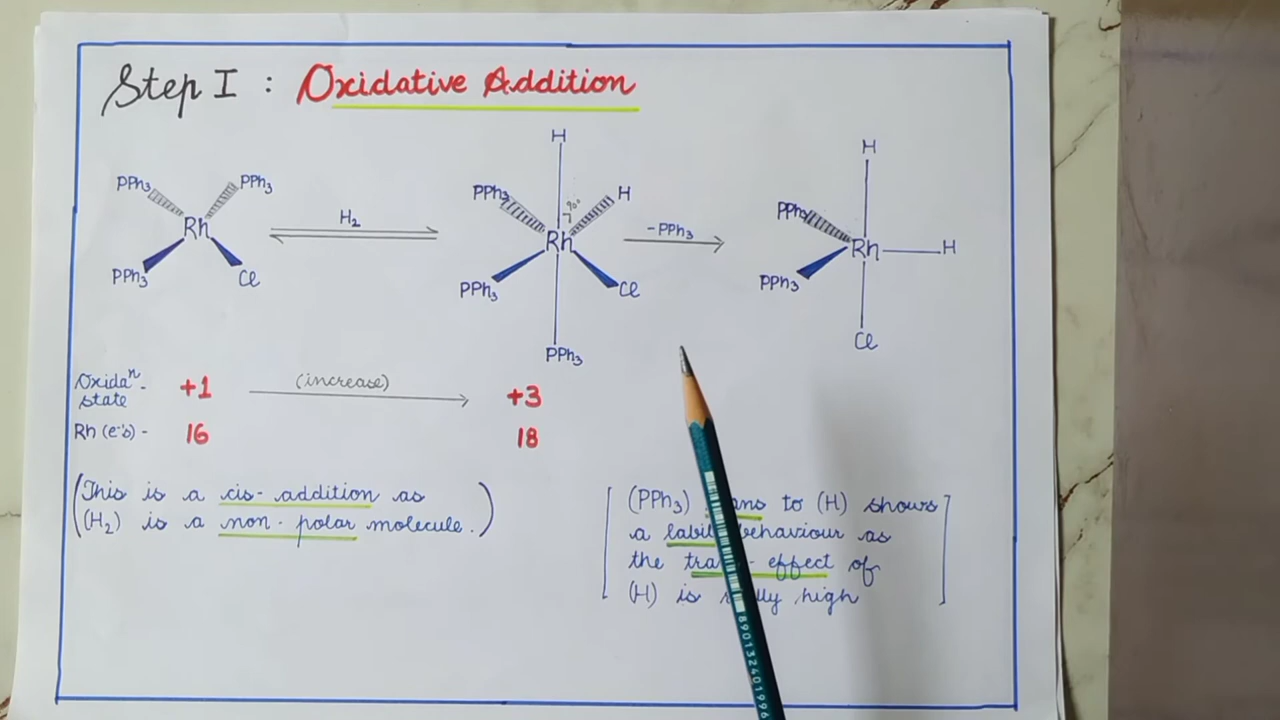 Step I : Oxidative Addition
H
H
PPh₃
PPh₃
PPh₃
H
PPh₃
Rh
H₂
90°
Rh
-PPh₃
Rh
H
PPh₃
Cl
PPh₃
Cl
PPh₃
PPh₃
Cl
Oxidaⁿ- state
+1
(increase)
+3
Rh (e⁻s) -
16
18
(This is a cis-addition as
(H₂) is a non-polar molecule.)
[(PPh₃) to (H) shows
a behaviour as
the effect of
(H) is high]
8901324019996